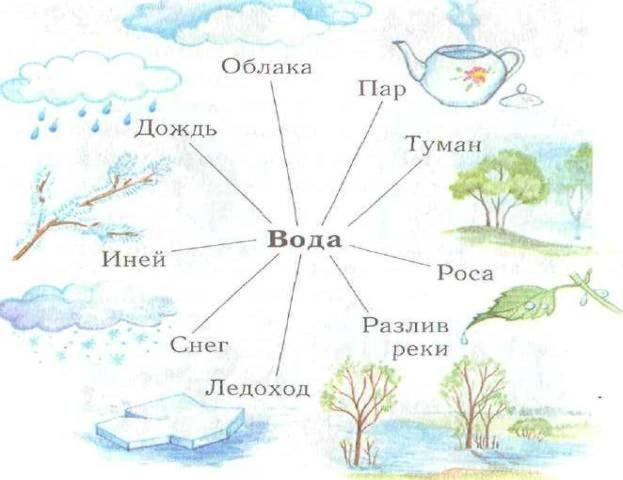 Облака
Пар
Дождь
Туман
Вода
Иней
Роса
Разлив
реки
Снег
Ледоход